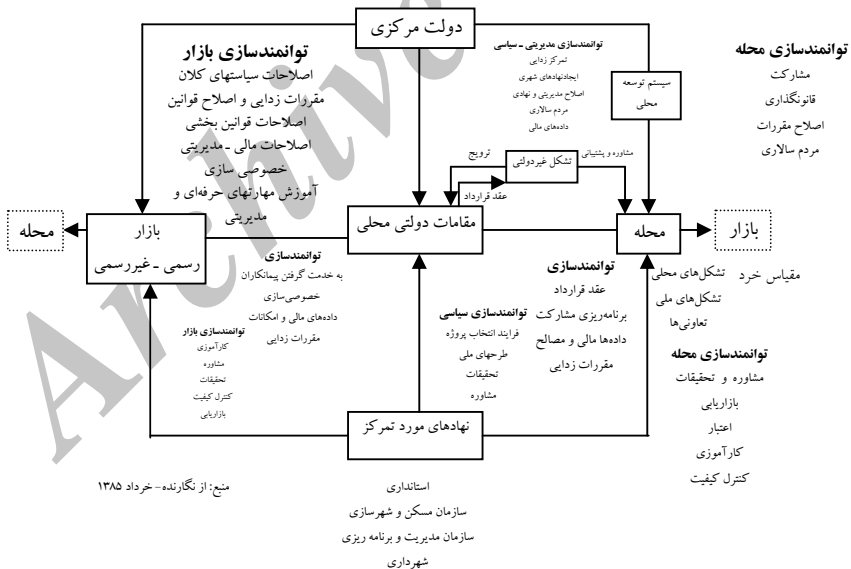 دولت مرکزی
توانمندسازی محله
مشارکت
قانونگذاری
اصلاح مقررات
مردم سالاری
سیستم توسعه
محلی
توانمندسازی مدیریتی ـ سیاسی
تمرکز زدایی
ایجادنهادهای شهری
اصلاح مدیریتی و نهادی
مردم سالاری
داده‌های مالی
توانمندسازی بازار
اصلاحات سیاستهای کلان
مقررات زدایی و اصلاح قوانین
اصلاحات قوانین بخشی
اصلاحات مالی ـ مدیریتی
خصوصی سازی
آموزش مهارتهای حرفه‌ای و
مدیریتی
مشاوره و پشتیبانی
تشکل غیردولتی
ترویج
عقد قرارداد
بازار
محله
مقامات دولتی محلی
بازار
رسمی ـ غیررسمی
محله
مقیاس خرد
تشکل‌های محلی
تشکل‌های ملی
تعاونی‌ها
توانمندسازی
عقد قرارداد
برنامه‌ریزی مشارکت
داده‌ها مالی و مصالح
مقررات زدایی
توانمندسازی سیاسی
فرایند انتخاب پروژه
طرحهای ملی
تحقیقات
مشاوره
توانمندسازی
به خدمت گرفتن پیمانکاران
خصوصی‌سازی
داده‌های مالی و امکانات
مقررات زدایی
توانمندسازی بازار
کارآموزی
مشاوره
تحقیقات
کنترل کیفیت
بازاریابی
توانمندسازی محله
مشاوره و تحقیقات
بازاریابی
اعتبار
کارآموزی
کنترل کیفیت
نهادهای مورد تمرکز
استانداری
سازمان مسکن و شهرسازی
سازمان مدیریت و برنامه ریزی
شهرداری
منبع: از نگارنده- خرداد ۱۳۸۵
Archive